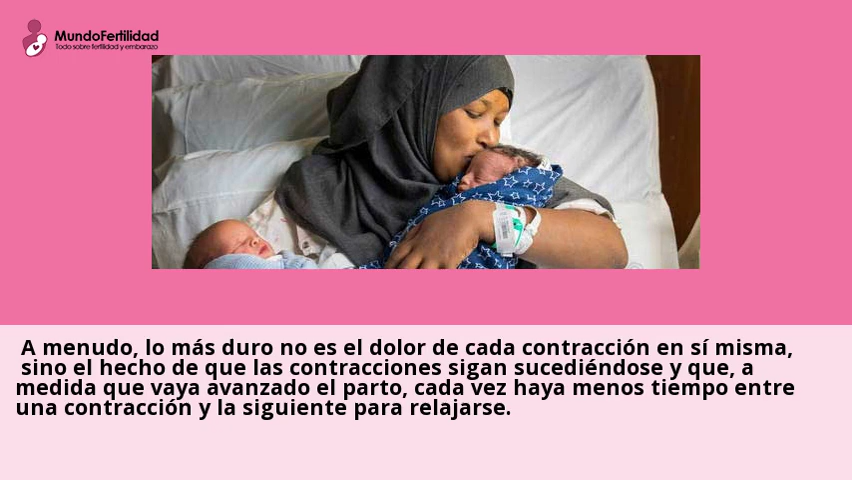 MundoFertilidad
Todo sobre fertilidad y embarazo
A menudo, lo más duro no es el dolor de cada contracción en sí misma,
sino el hecho de que las contracciones sigan sucediéndose y que, a
medida que vaya avanzado el parto, cada vez haya menos tiempo entre
una contracción y la siguiente para relajarse.